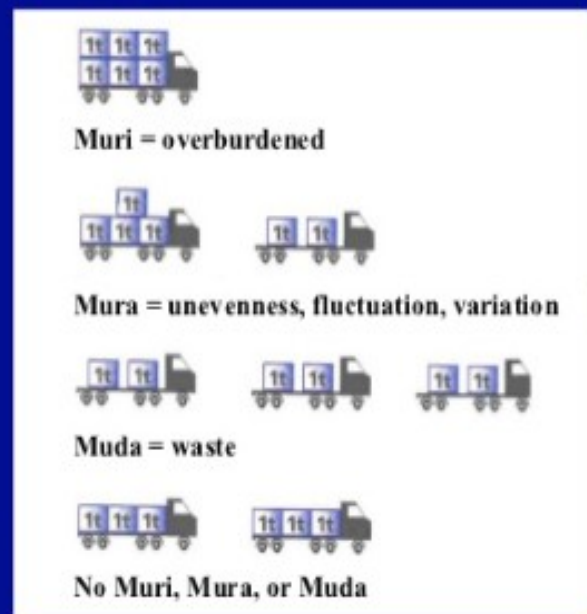 1t 1t 1t
1t 1t 1t
Muri = overburdened
1t
1t 1t 1t 1t 1t
Mura = unevenness, fluctuation, variation
1t 1t 1t 1t 1t 1t
Muda = waste
1t 1t 1t 1t 1t 1t
No Muri, Mura, or Muda